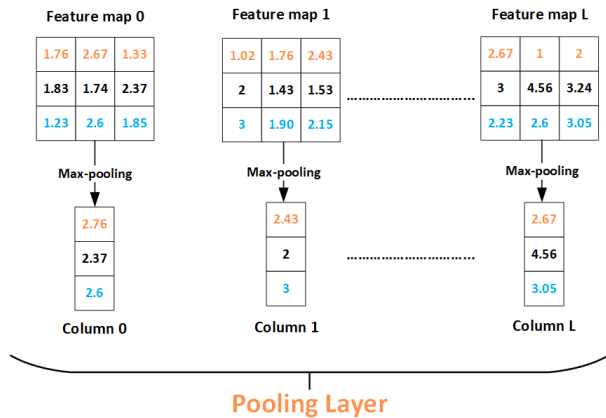 Feature map 0 Feature map 1 Feature map L
1.76 2.67 1.33 1.02 1.76 2.43 2.67 1 2
1.83 1.74 2.37 2 1.43 1.53 ........................... 3 4.56 3.24
1.23 2.6 1.85 3 1.90 2.15 2.23 2.6 3.05
Max-pooling Max-pooling Max-pooling
2.76 2.43 2.67
2.37 2 ........................... 4.56
2.6 3 3.05
Column 0 Column 1 Column L
Pooling Layer